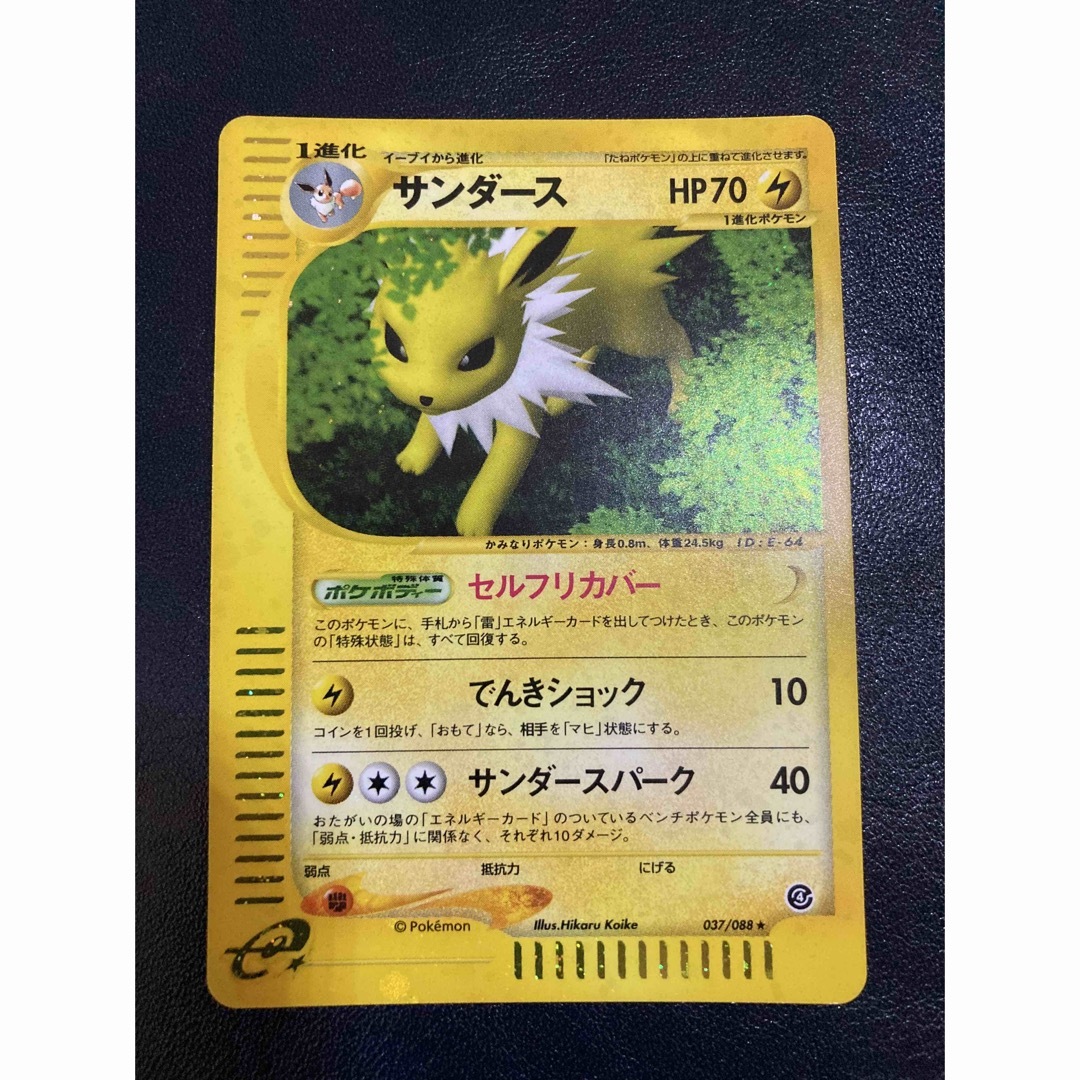 1進化 イーブイから進化 「たねポケモン」の上に重ねて進化させます。
サンダース HP70
1進化ポケモン
かみなりポケモン：身長0.8m、体重24.5kg ID:E-64
特殊体質
ポケボディー セルフリカバー
このポケモンに、手札から「雷」エネルギーカードを出してつけたとき、このポケモン
の「特殊状態」は、すべて回復する。
でんきショック 10
コインを1回投げ、「おもて」なら、相手を「マヒ」状態にする。
サンダースパーク 40
おたがいの場の「エネルギーカード」のついているベンチポケモン全員にも、
「弱点・抵抗力」に関係なく、それぞれ10ダメージ。
弱点 抵抗力 にげる
© Pokémon Illus.Hikaru Koike 037/088 ★
4
e